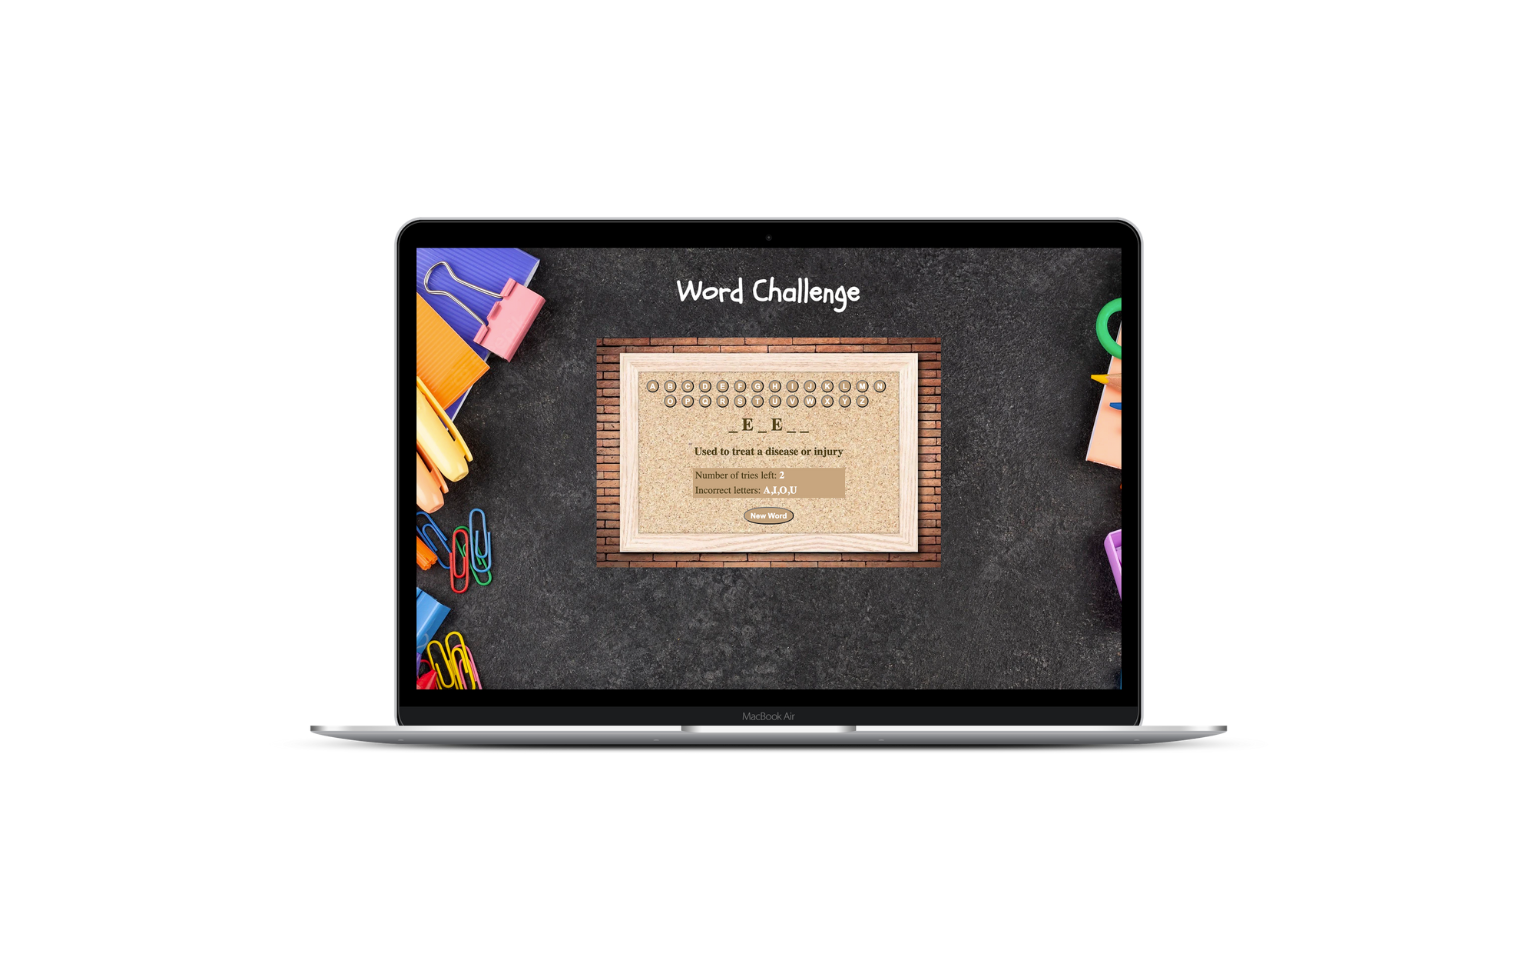 Word Challenge
A B C D E F G H I J K L M N
O P Q R S T U V W X Y Z
_ E _ E _ _
Used to treat a disease or injury
Number of tries left: 2
Incorrect letters: A,I,O,U
New Word
MacBook Air